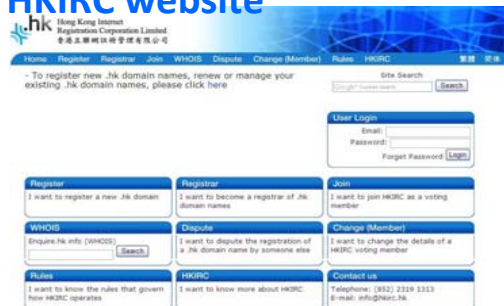 HKIRC website
.hk Hong Kong Internet
Registration Corporation Limited
香港互聯網註冊管理有限公司
Home Register Registrar Join WHOIS Dispute Change (Member) Rules HKIRC 繁體 简体
- To register new .hk domain names, renew or manage your
existing .hk domain names, please click here
Site Search
Search
User Login
Email:
Password:
Forget Password Login
Register
I want to register a new .hk domain
Registrar
I want to become a registrar of .hk
domain names
Join
I want to join HKIRC as a voting
member
WHOIS
Enquire.hk info (WHOIS)
Search
Dispute
I want to dispute the registration of
a .hk domain name by someone else
Change (Member)
I want to change the details of a
HKIRC voting member
Rules
I want to know the rules that govern
how HKIRC operates
HKIRC
I want to know more about HKIRC
Contact us
Telephone: (852) 2319 1313
E-mail: info@hkirc.hk